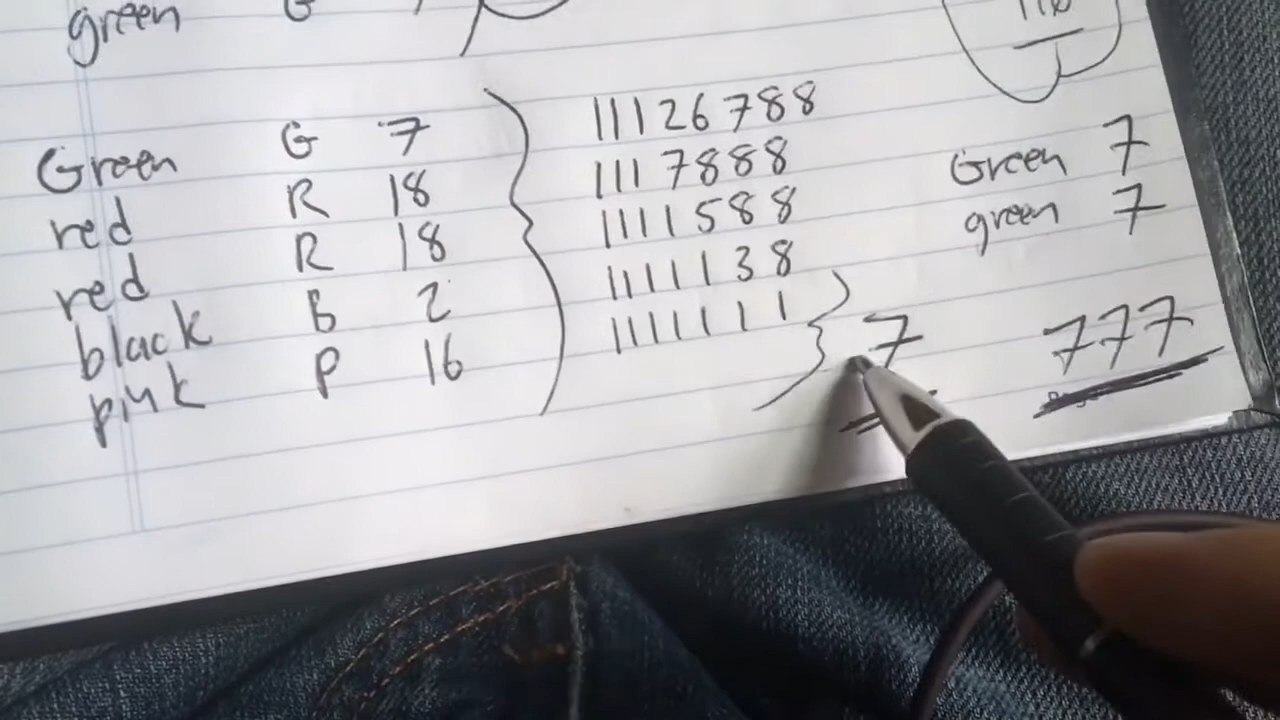 green G
Green G 7 11126788
red R 18 1117888
red R 18 1111588
black B 2 1111138
pink P 16 1111111
7
Green 7
green 7
777